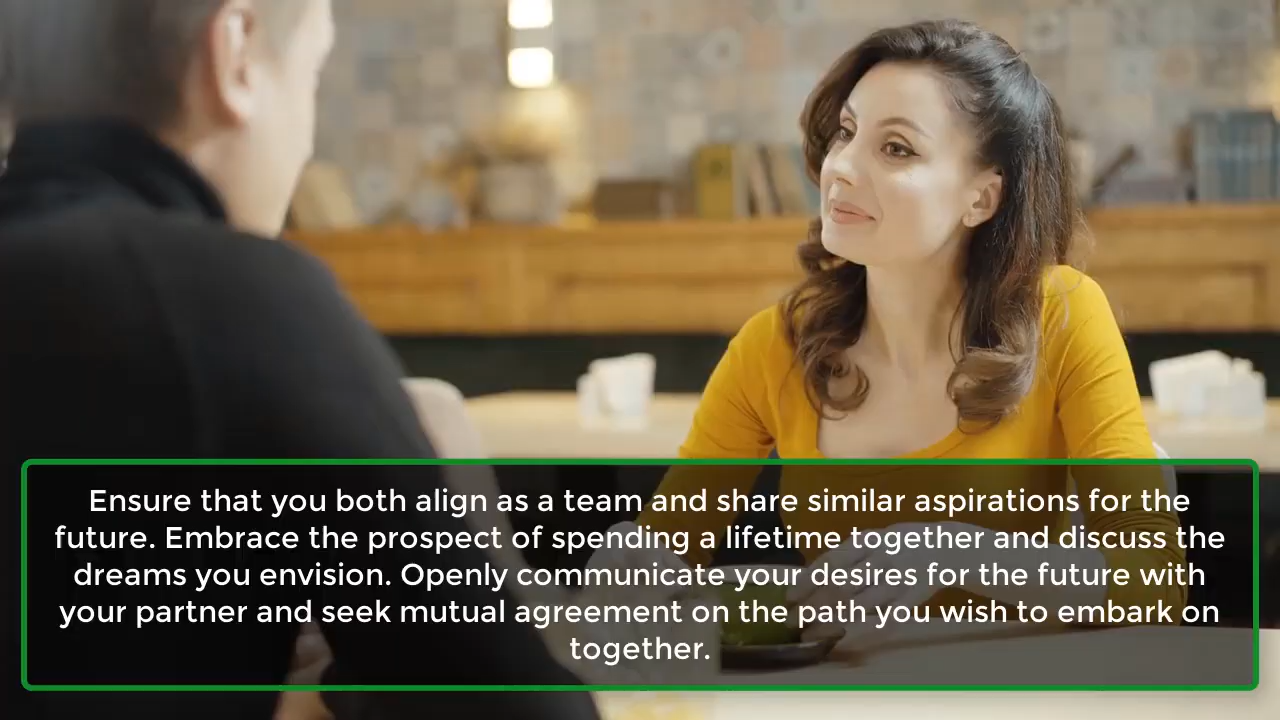 Ensure that you both align as a team and share similar aspirations for the
future. Embrace the prospect of spending a lifetime together and discuss the
dreams you envision. Openly communicate your desires for the future with
your partner and seek mutual agreement on the path you wish to embark on
together.